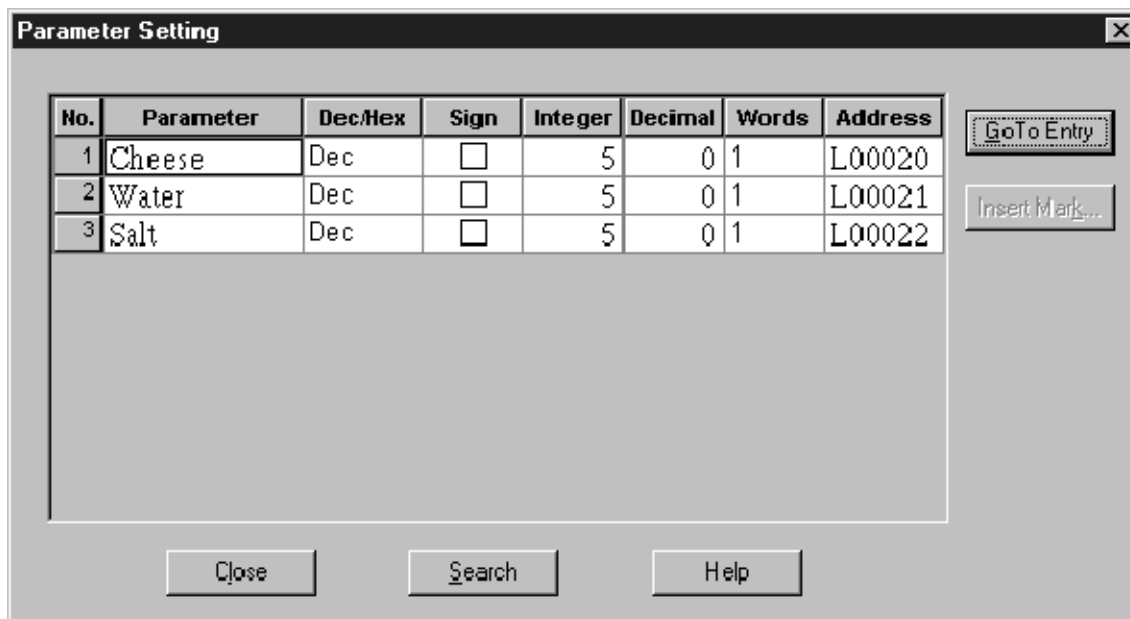 Parameter Setting
No. Parameter Dec/Hex Sign Integer Decimal Words Address
1 Cheese Dec 5 0 1 L00020
2 Water Dec 5 0 1 L00021
3 Salt Dec 5 0 1 L00022
GoTo Entry
Insert Mark...
Close Search Help